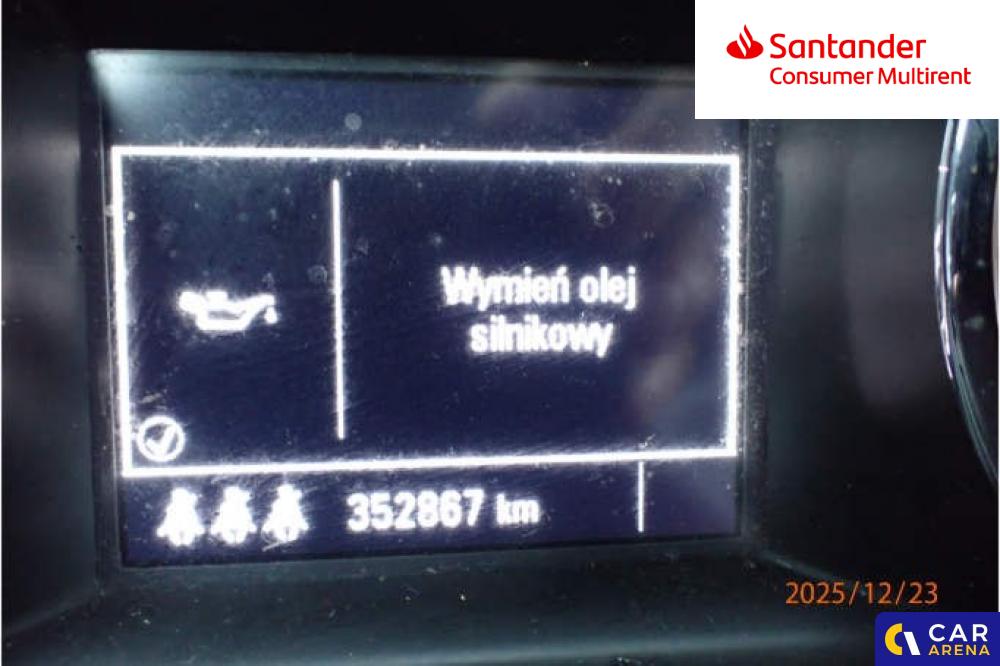 Santander
Consumer Multirent
Wymień olej
silnikowy
352867 km
2025/12/23
CAR
ARENA